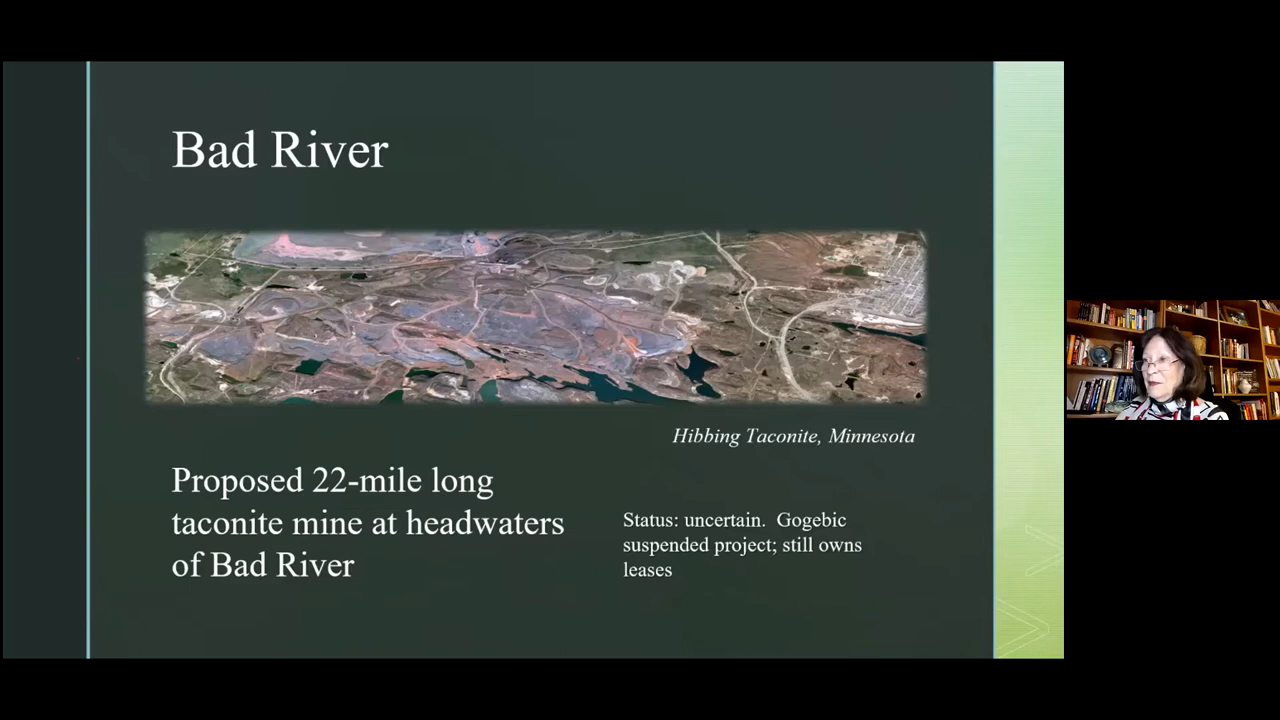 Bad River
Hibbing Taconite, Minnesota
Proposed 22-mile long
taconite mine at headwaters
of Bad River
Status: uncertain.  Gogebic
suspended project; still owns
leases